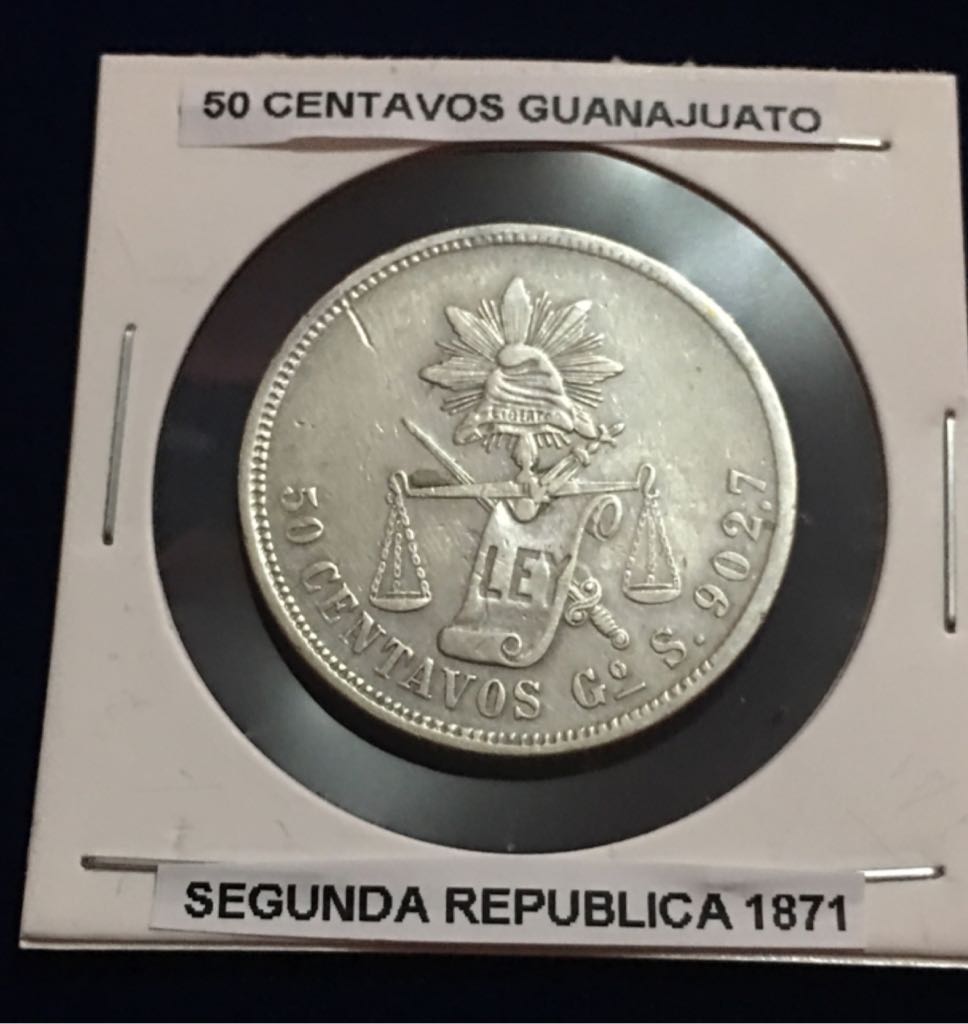 50 CENTAVOS GUANAJUATO
LEY
50 CENTAVOS Gº S. 902.7
SEGUNDA REPUBLICA 1871